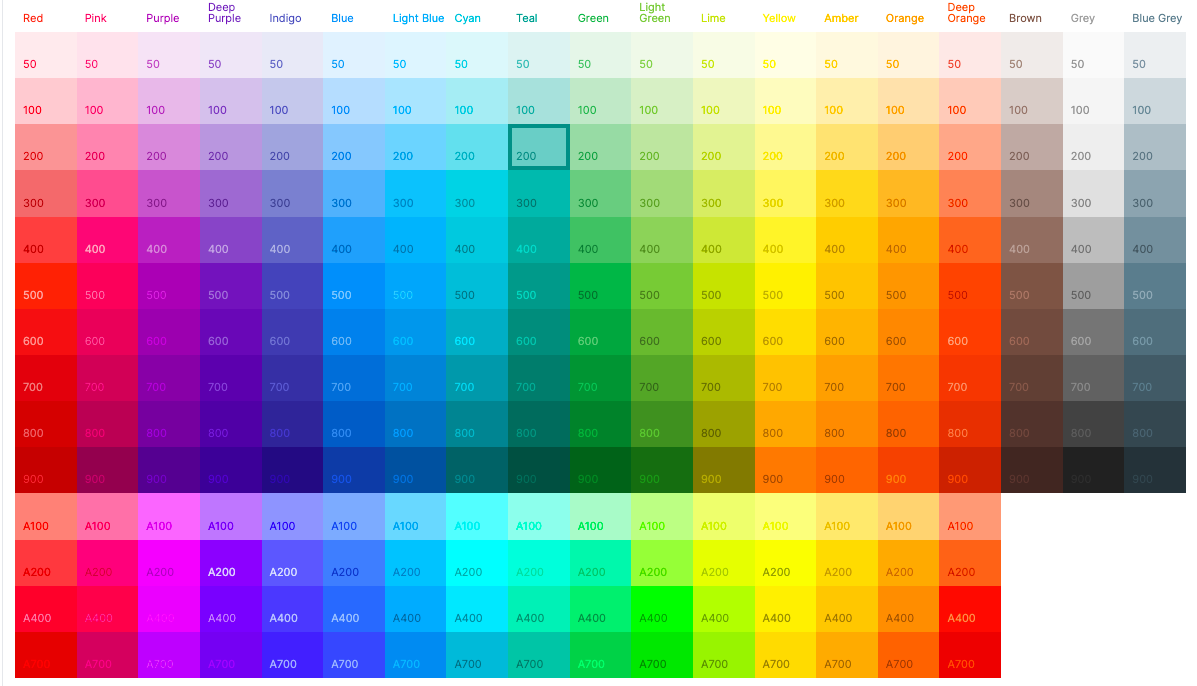 Red Pink Purple Deep Purple Indigo Blue Light Blue Cyan Teal Green Light Green Lime Yellow Amber Orange Deep Orange Brown Grey Blue Grey
50 50 50 50 50 50 50 50 50 50 50 50 50 50 50 50 50 50 50
100 100 100 100 100 100 100 100 100 100 100 100 100 100 100 100 100 100 100
200 200 200 200 200 200 200 200 200 200 200 200 200 200 200 200 200 200 200
300 300 300 300 300 300 300 300 300 300 300 300 300 300 300 300 300 300 300
400 400 400 400 400 400 400 400 400 400 400 400 400 400 400 400 400 400 400
500 500 500 500 500 500 500 500 500 500 500 500 500 500 500 500 500 500 500
600 600 600 600 600 600 600 600 600 600 600 600 600 600 600 600 600 600 600
700 700 700 700 700 700 700 700 700 700 700 700 700 700 700 700 700 700 700
800 800 800 800 800 800 800 800 800 800 800 800 800 800 800 800 800 800 800
900 900 900 900 900 900 900 900 900 900 900 900 900 900 900 900 900 900 900
A100 A100 A100 A100 A100 A100 A100 A100 A100 A100 A100 A100 A100 A100 A100 A100
A200 A200 A200 A200 A200 A200 A200 A200 A200 A200 A200 A200 A200 A200 A200 A200
A400 A400 A400 A400 A400 A400 A400 A400 A400 A400 A400 A400 A400 A400 A400 A400
A700 A700 A700 A700 A700 A700 A700 A700 A700 A700 A700 A700 A700 A700 A700 A700